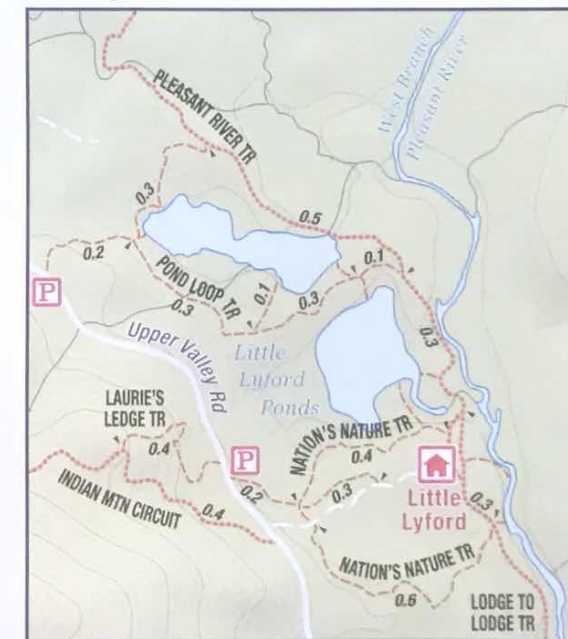 West Branch
Pleasant River
PLEASANT RIVER TR
0.3
0.5
0.2
POND LOOP TR
0.1
0.1
0.3
0.3
P
Upper Valley Rd
Little
Lyford
Ponds
0.3
LAURIE'S
LEDGE TR
0.4
P
NATION'S NATURE TR
0.4
INDIAN MTN CIRCUIT
0.4
0.2
0.3
Little
Lyford
0.3
NATION'S NATURE TR
0.6
LODGE TO
LODGE TR